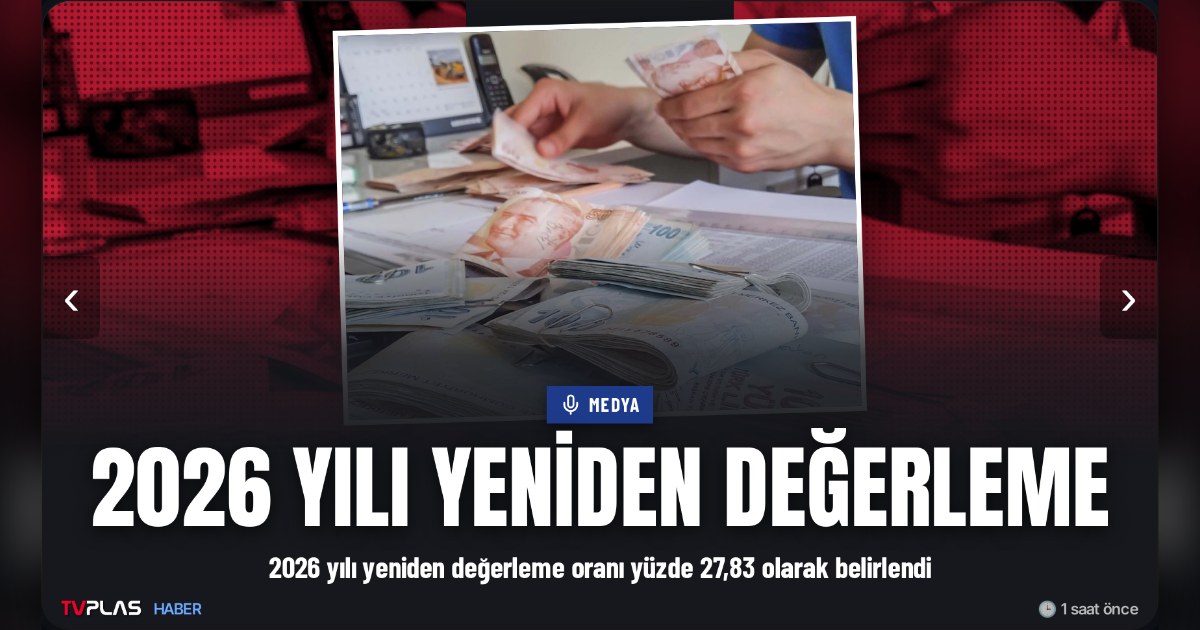 100
MEDYA
2026 YILI YENİDEN DEĞERLEME
2026 yılı yeniden değerleme oranı yüzde 27,83 olarak belirlendi
TVPLAS HABER
1 saat önce